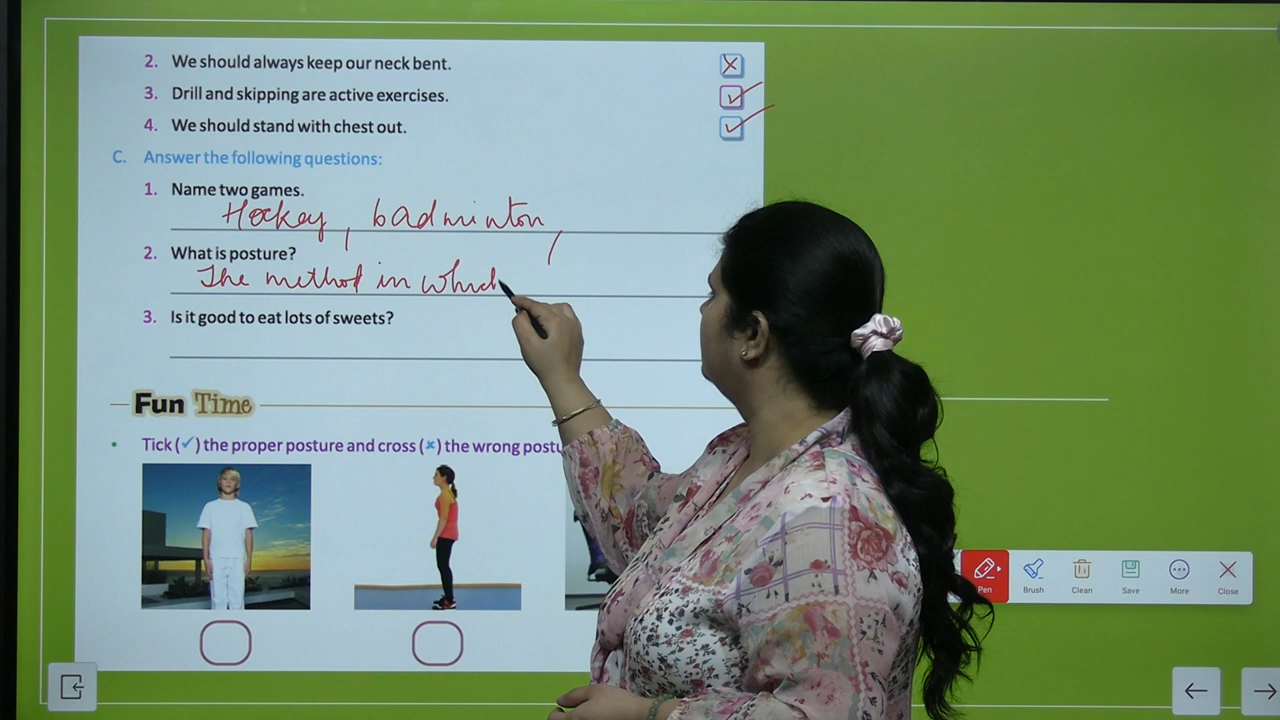 2. We should always keep our neck bent.
3. Drill and skipping are active exercises.
4. We should stand with chest out.
C. Answer the following questions:
1. Name two games.
Hockey, badminton,
2. What is posture?
The method in which
3. Is it good to eat lots of sweets?
Fun Time
• Tick (✓) the proper posture and cross (×) the wrong
Pen Brush Clean Save More Close